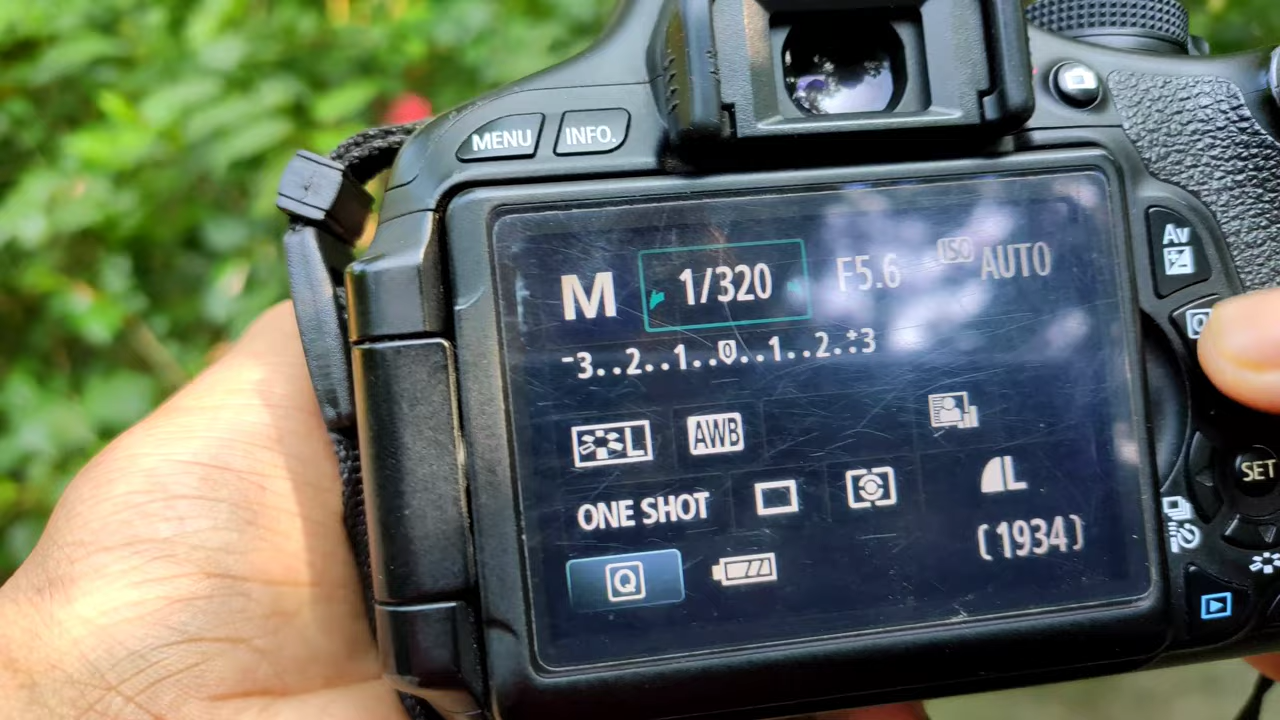 MENU INFO.
M 1/320 F5.6 ISO AUTO
-3..2..1..0..1..2.+3
L AWB
ONE SHOT L
Q [1934]
Av
Q
SET